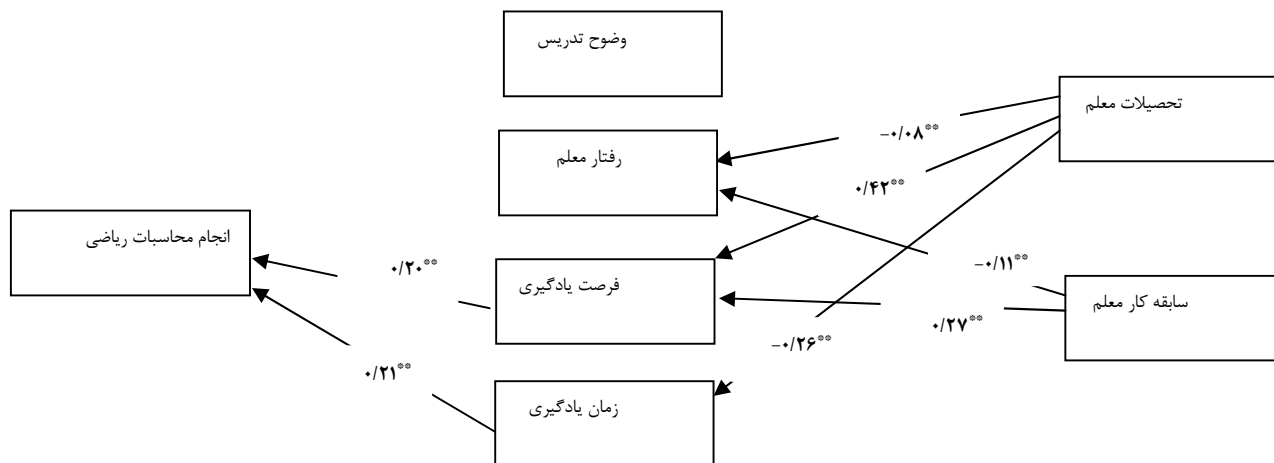 وضوح تدریس
تحصیلات معلم
-۰/۰۸**
رفتار معلم
۰/۴۲**
انجام محاسبات ریاضی
۰/۲۰**
-۰/۱۱**
فرصت یادگیری
سابقه کار معلم
۰/۲۷**
-۰/۲۶**
۰/۲۱**
زمان یادگیری